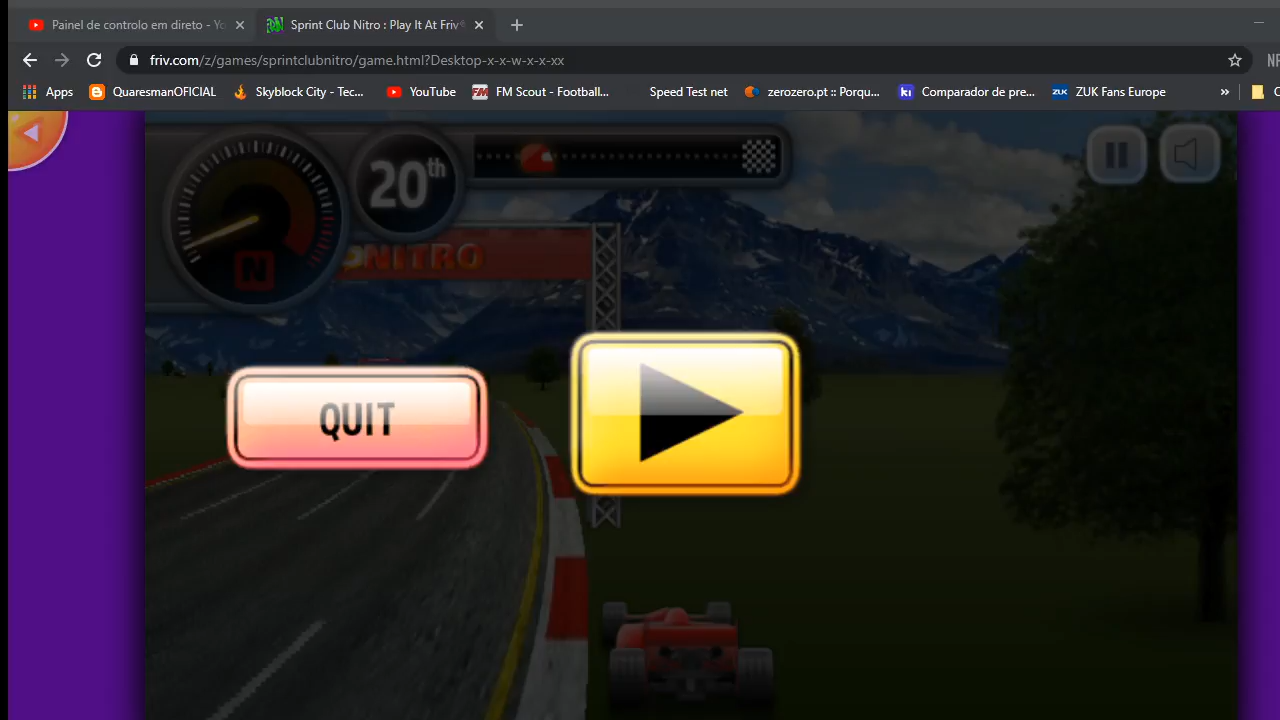 Painel de controlo em direto - Yo
Sprint Club Nitro : Play It At Friv®
friv.com/z/games/sprintclubnitro/game.html?Desktop-x-x-w-x-x-xx
Apps
QuaresmanOFICIAL
Skyblock City - Tec...
YouTube
FM Scout - Football...
Speed Test net
zerozero.pt :: Porqu...
Comparador de pre...
ZUK Fans Europe
»
20th
NITRO
N
QUIT